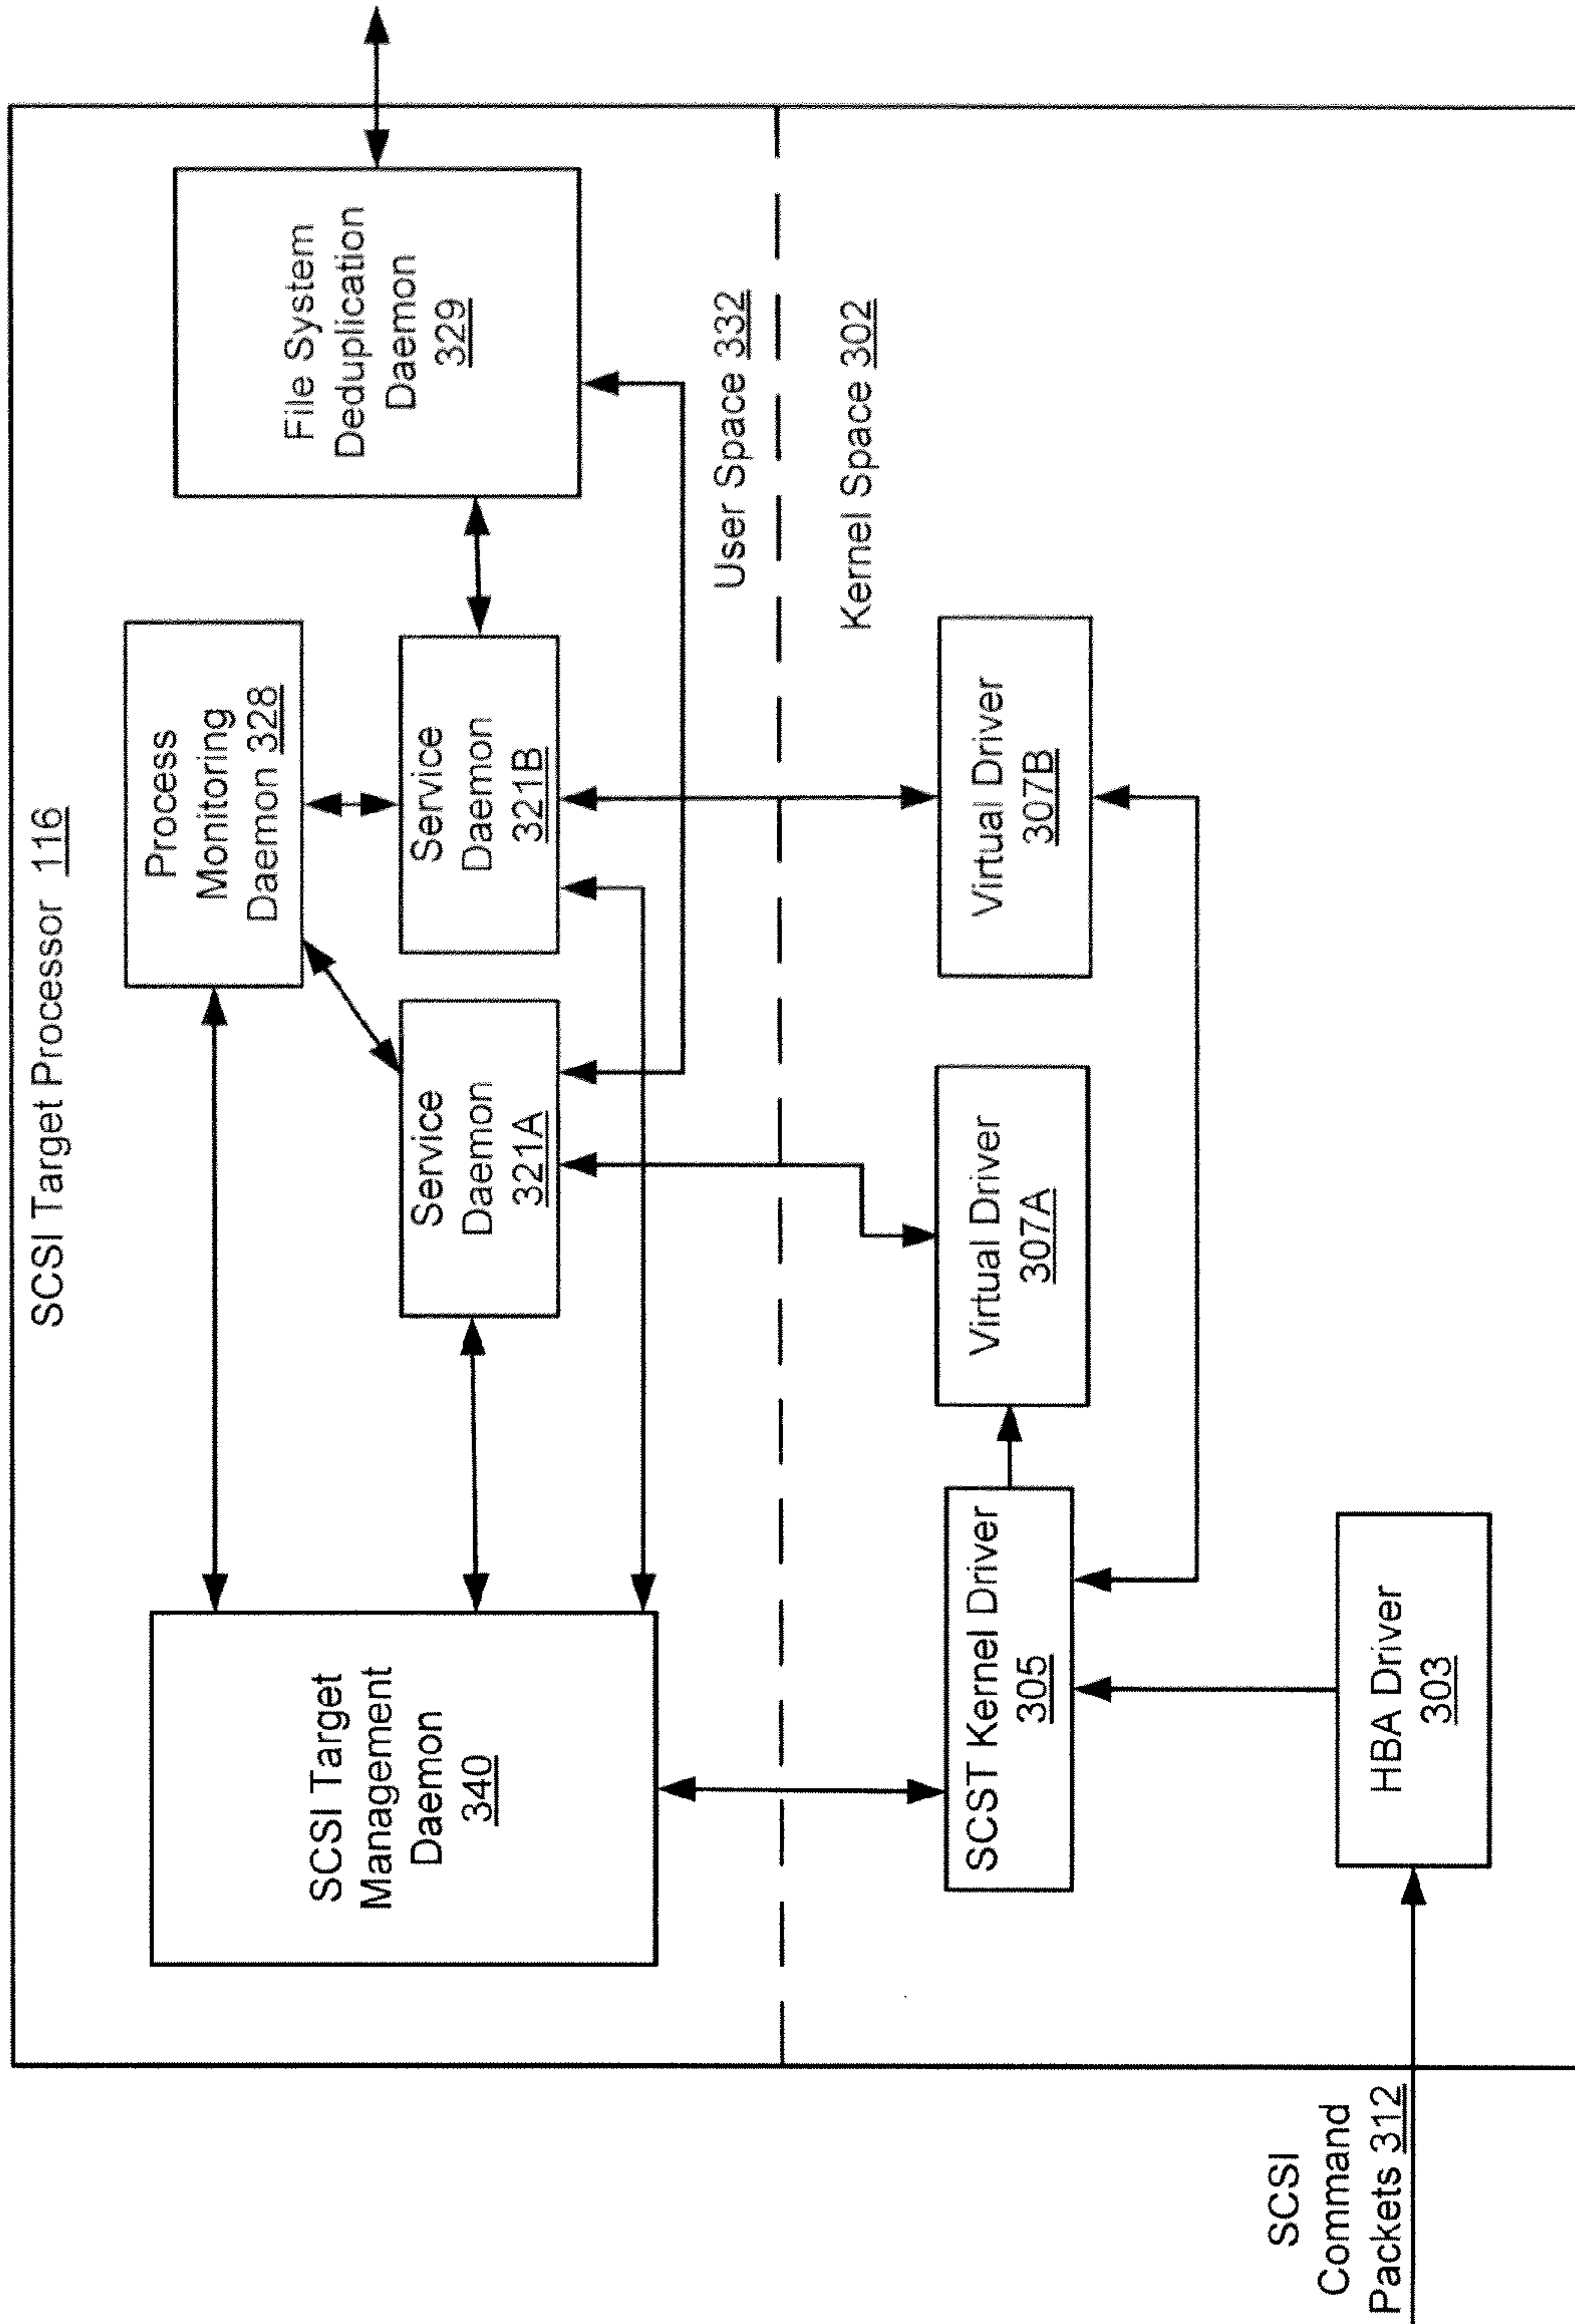 SCSI Target Processor 116
SCSI Target
Management
Daemon
340
Process
Monitoring
Daemon 328
Service
Daemon
321A
Service
Daemon
321B
File System
Deduplication
Daemon
329
User Space 332
Kernel Space 302
SCST Kernel Driver
305
Virtual Driver
307A
Virtual Driver
307B
HBA Driver
303
SCSI
Command
Packets 312